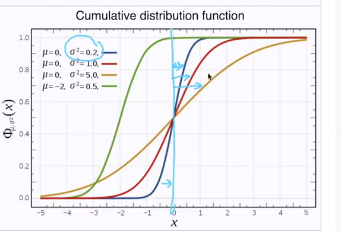 Cumulative distribution function
1.0
0.8
0.6
0.4
0.2
0.0
μ=0, σ²=0.2,
μ=0, σ²=1.0,
μ=0, σ²=5.0,
μ=−2, σ²=0.5,
Φμ,σ²(x)
−5 −4 −3 −2 −1 0 1 2 3 4 5
x